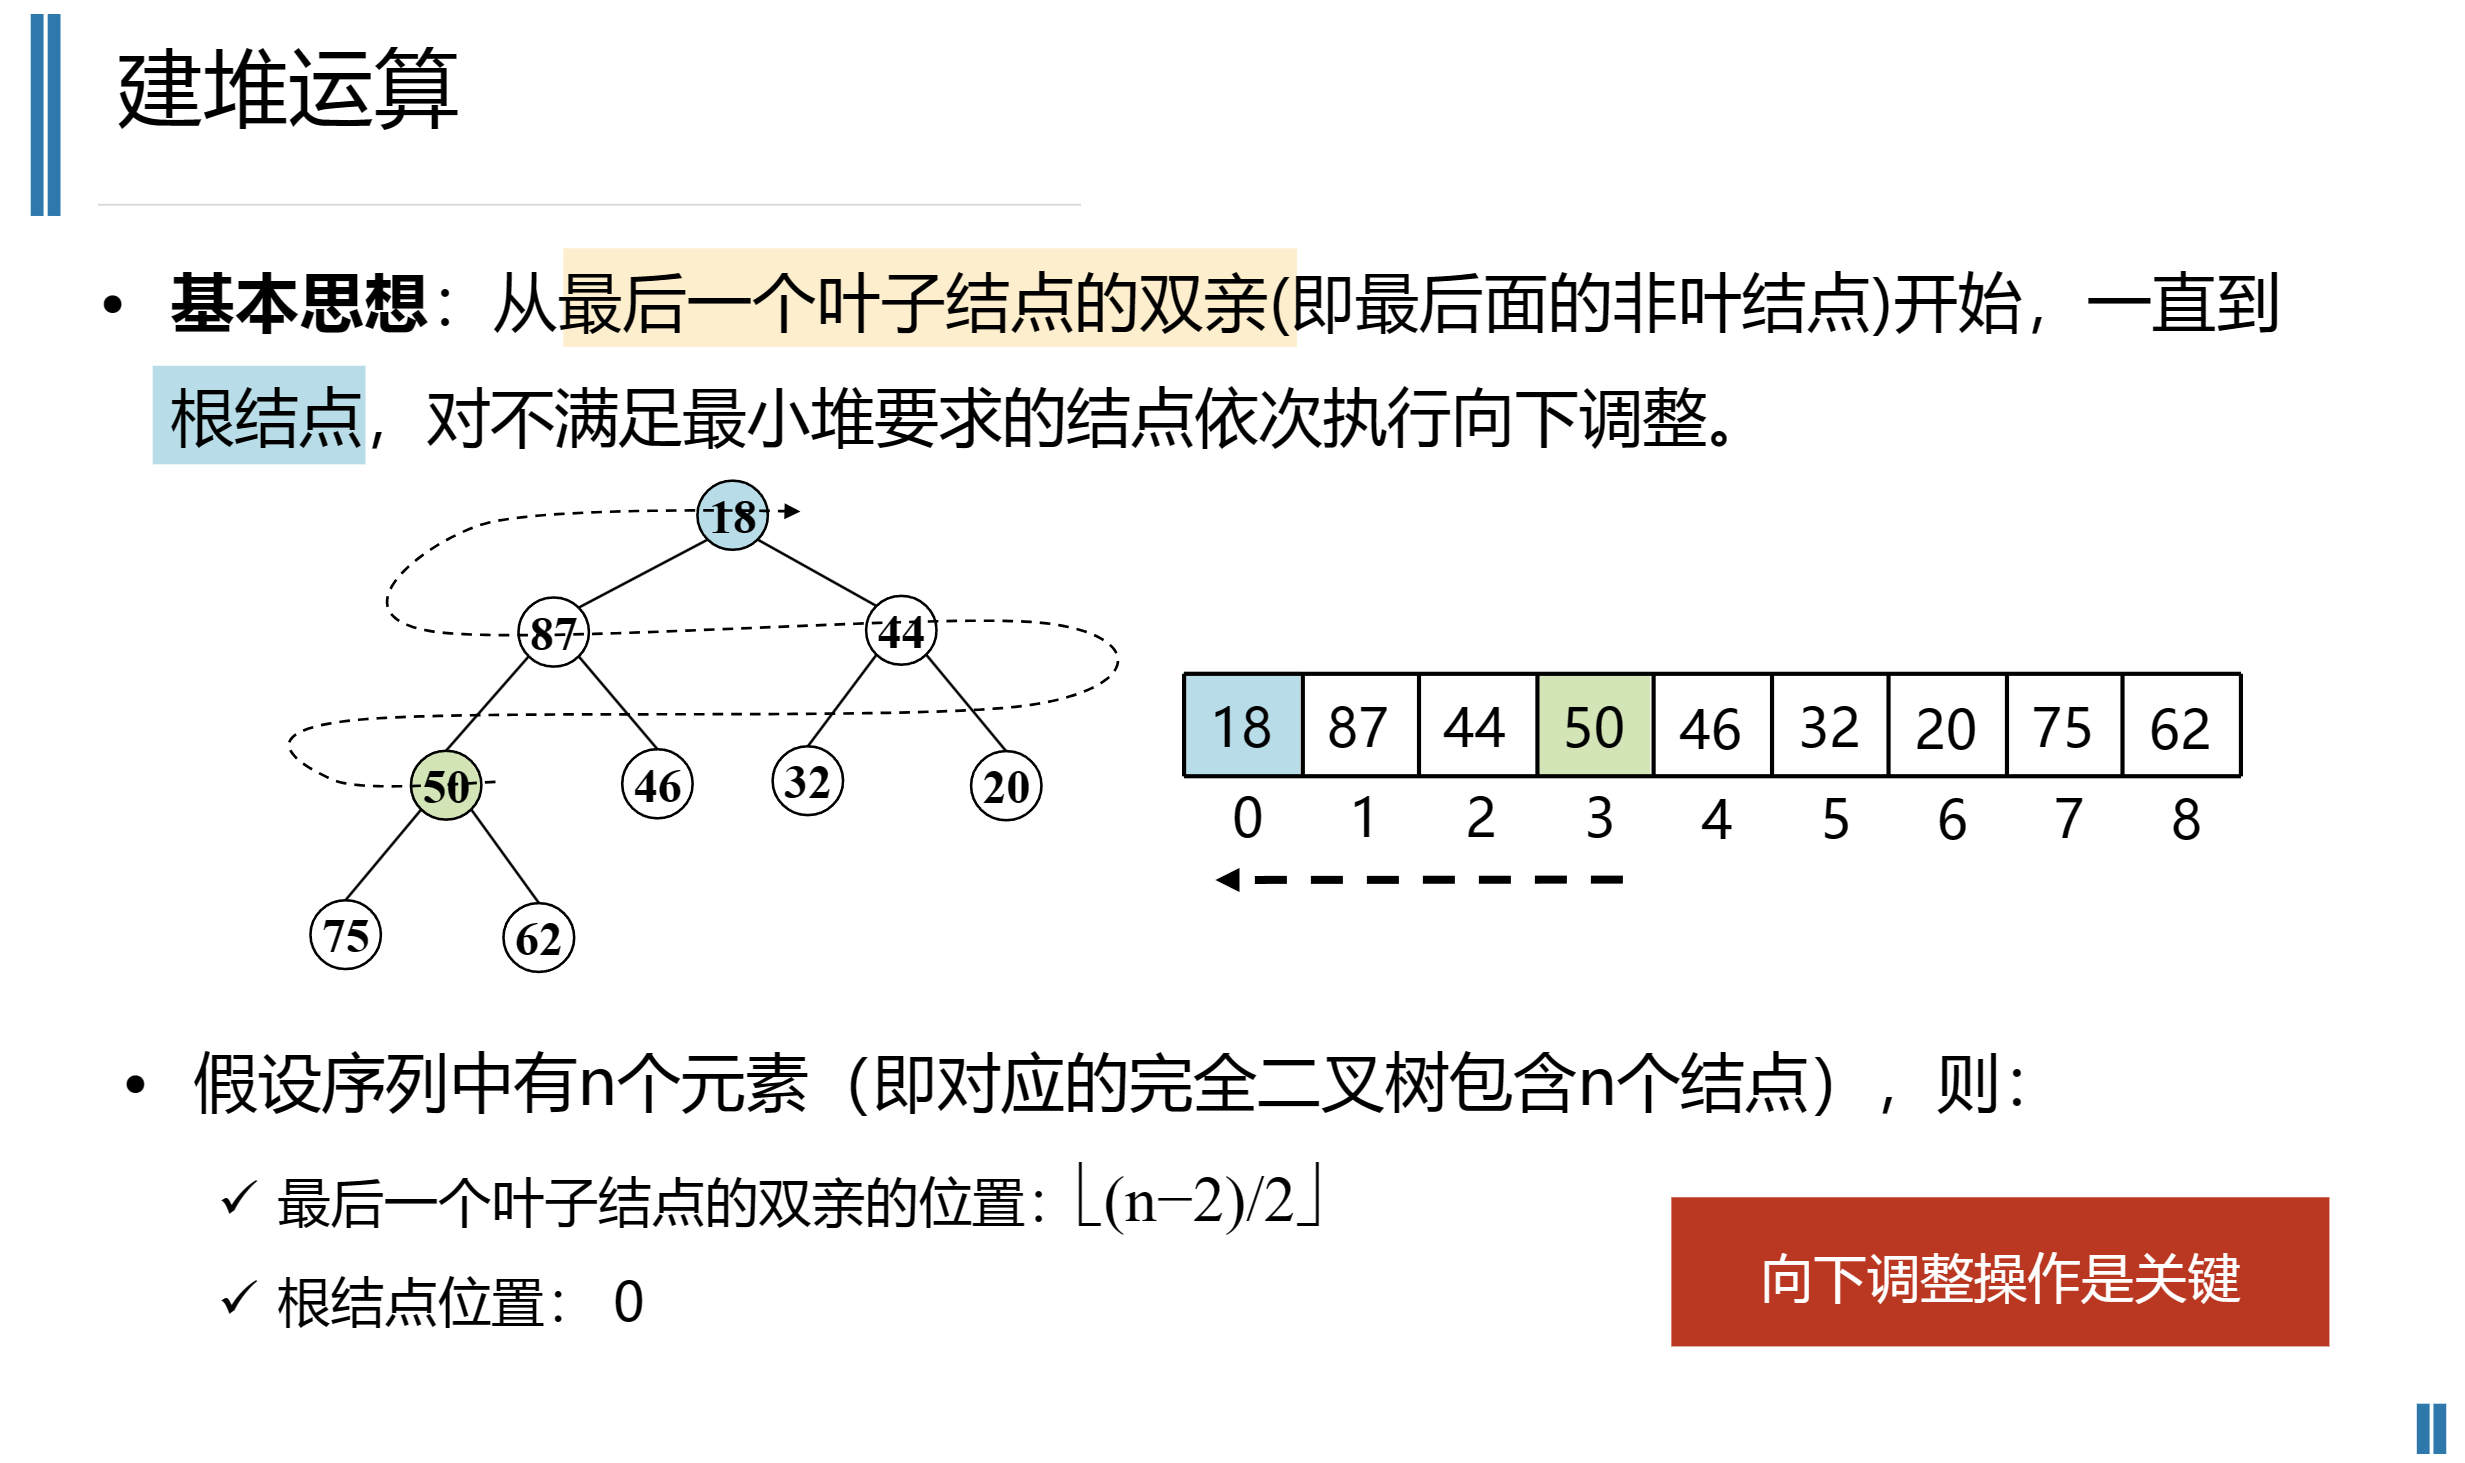 建堆运算
• 基本思想：从最后一个叶子结点的双亲(即最后面的非叶结点)开始，一直到
根结点，对不满足最小堆要求的结点依次执行向下调整。
18
87 44
50 46 32 20
75 62
18 87 44 50 46 32 20 75 62
0 1 2 3 4 5 6 7 8
• 假设序列中有n个元素（即对应的完全二叉树包含n个结点），则：
✓ 最后一个叶子结点的双亲的位置：⌊(n−2)/2⌋
✓ 根结点位置： 0
向下调整操作是关键